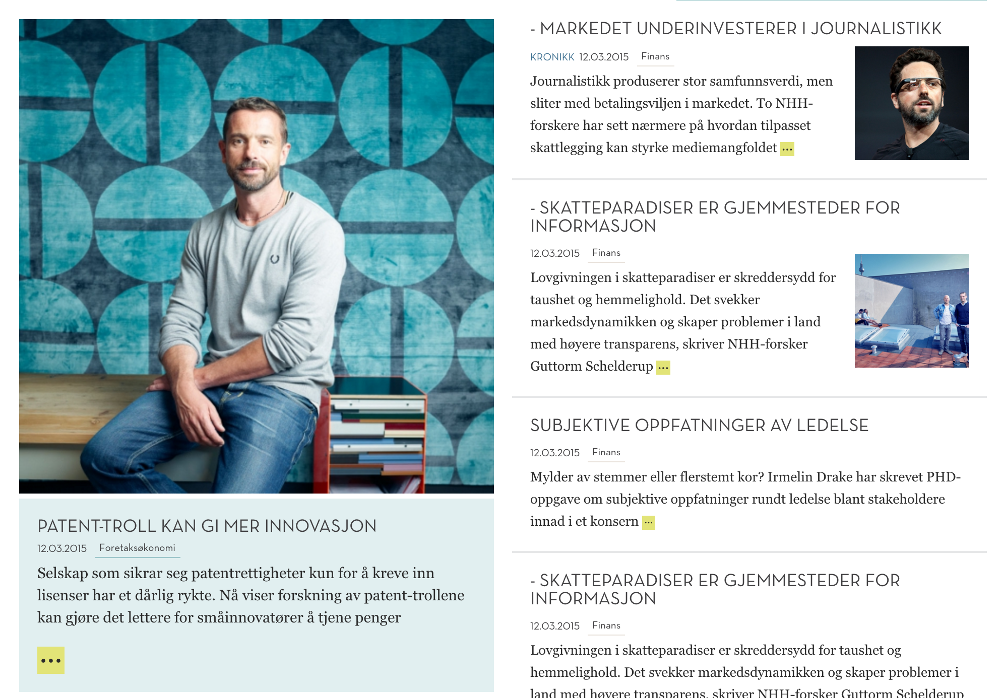 PATENT-TROLL KAN GI MER INNOVASJON
12.03.2015 Foretaksøkonomi
Selskap som sikrar seg patentrettigheter kun for å kreve inn
lisenser har et dårlig rykte. Nå viser forskning av patent-trollene
kan gjøre det lettere for småinnovatører å tjene penger
...
- MARKEDET UNDERINVESTERER I JOURNALISTIKK
KRONIKK 12.03.2015 Finans
Journalistikk produserer stor samfunnsverdi, men
sliter med betalingsviljen i markedet. To NHH-
forskere har sett nærmere på hvordan tilpasset
skattlegging kan styrke mediemangfoldet ...
- SKATTEPARADISER ER GJEMMESTEDER FOR
INFORMASJON
12.03.2015 Finans
Lovgivningen i skatteparadiser er skreddersydd for
taushet og hemmelighold. Det svekker
markedsdynamikken og skaper problemer i land
med høyere transparens, skriver NHH-forsker
Guttorm Schelderup ...
SUBJEKTIVE OPPFATNINGER AV LEDELSE
12.03.2015 Finans
Mylder av stemmer eller flerstemt kor? Irmelin Drake har skrevet PHD-
oppgave om subjektive oppfatninger rundt ledelse blant stakeholdere
innad i et konsern ...
- SKATTEPARADISER ER GJEMMESTEDER FOR
INFORMASJON
12.03.2015 Finans
Lovgivningen i skatteparadiser er skreddersydd for taushet og
hemmelighold. Det svekker markedsdynamikken og skaper problemer i
land med høyere transparens, skriver NHH-forsker Guttorm Schelderup